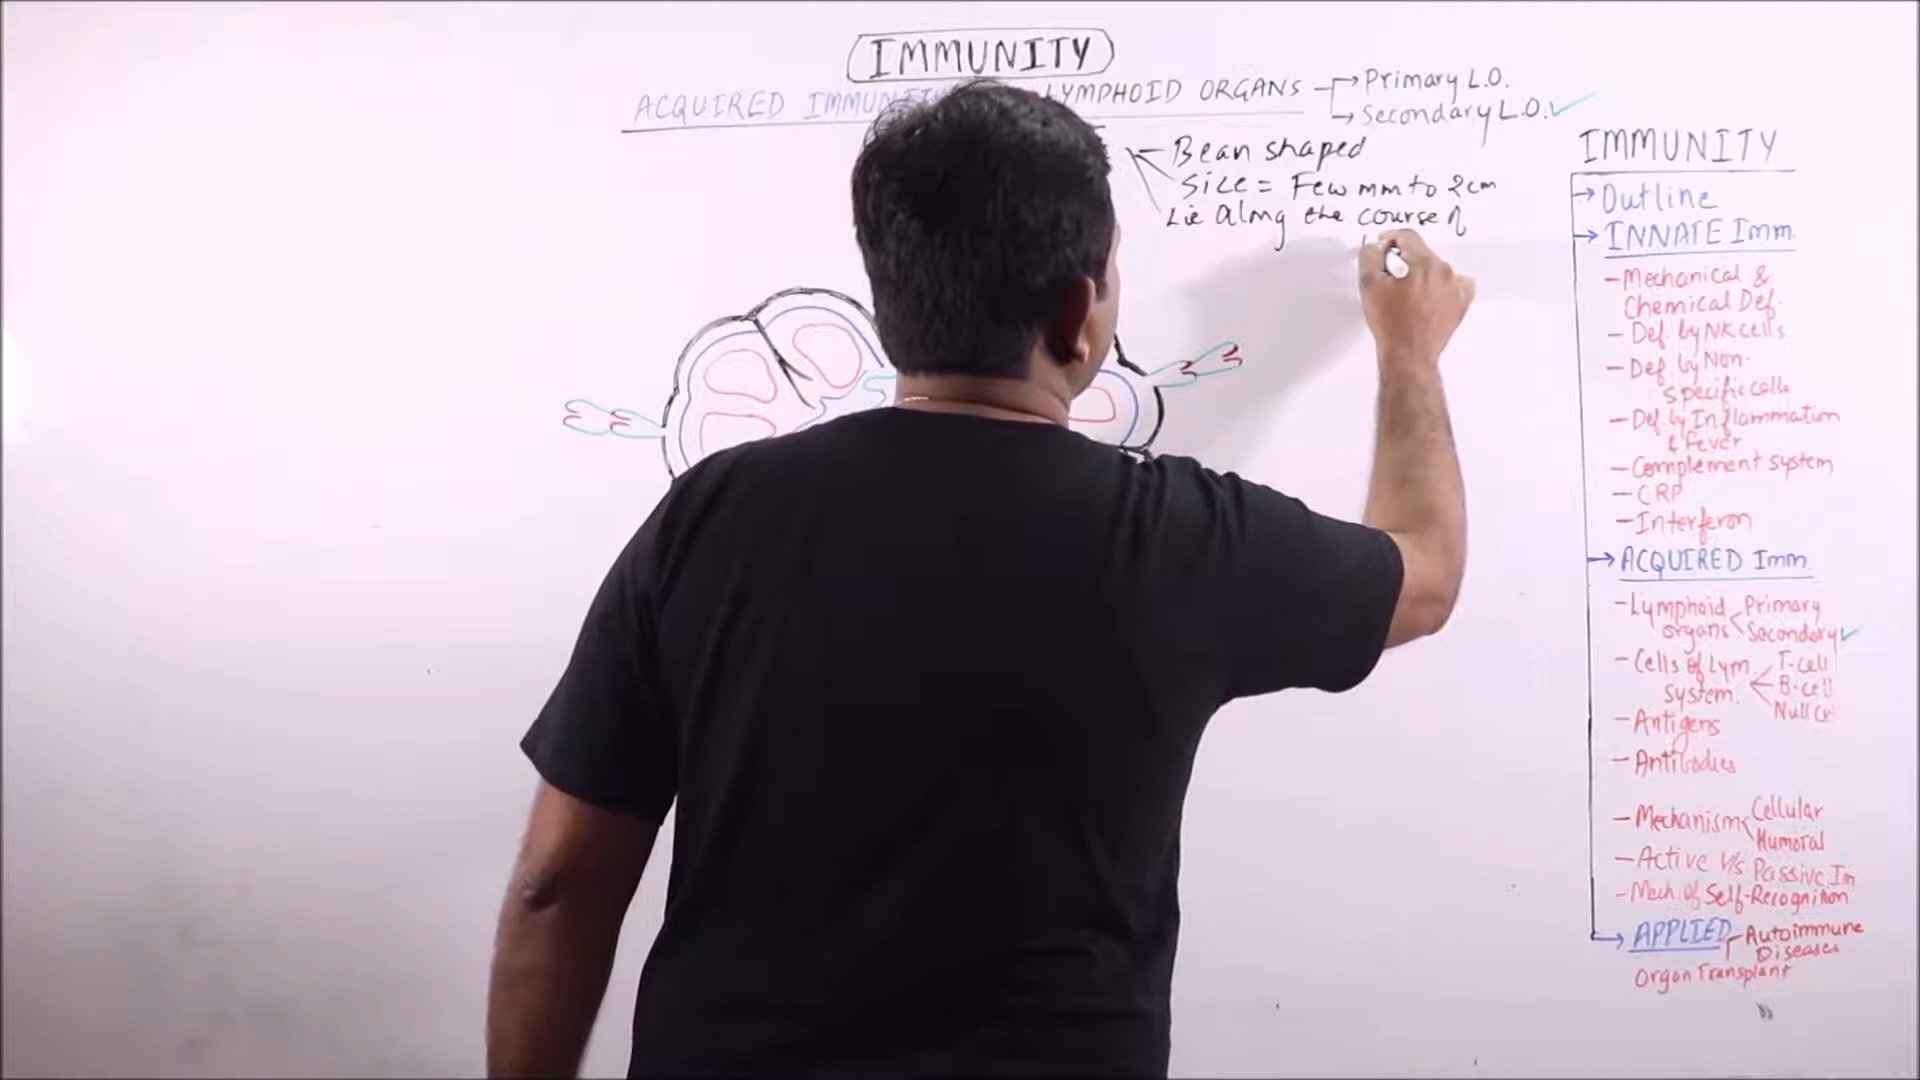 IMMUNITY
ACQUIRED IMMUNIT LYMPHOID ORGANS
Primary L.O.
Secondary L.O.
Bean shaped
Size = Few mm to 2cm
Lie Along the course of
IMMUNITY
Outline
INNATE Imm.
- Mechanical &
Chemical Def.
- Def. by NK cells
- Def. by Non-
specific cells
- Def. by Inflammation
& fever
- Complement system
- CRP
- Interferon
ACQUIRED Imm.
- Lymphoid Primary
organs Secondary
- Cells of Lym T-cell
system. B-cell
Null
- Antigens
- Antibodies
- Mechanism Cellular
Humoral
- Active V/s Passive Im
- Mech. of Self-Recognition
APPLIED Autoimmune
Diseases
Organ Transplant